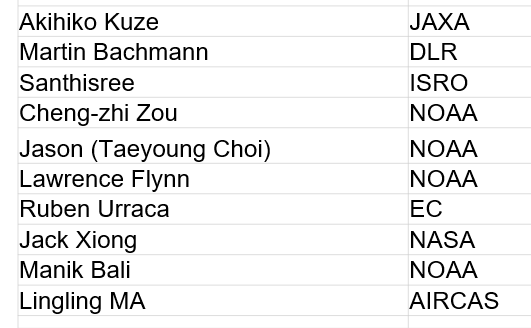 Akihiko Kuze JAXA
Martin Bachmann DLR
Santhisree ISRO
Cheng-zhi Zou NOAA
Jason (Taeyoung Choi) NOAA
Lawrence Flynn NOAA
Ruben Urraca EC
Jack Xiong NASA
Manik Bali NOAA
Lingling MA AIRCAS